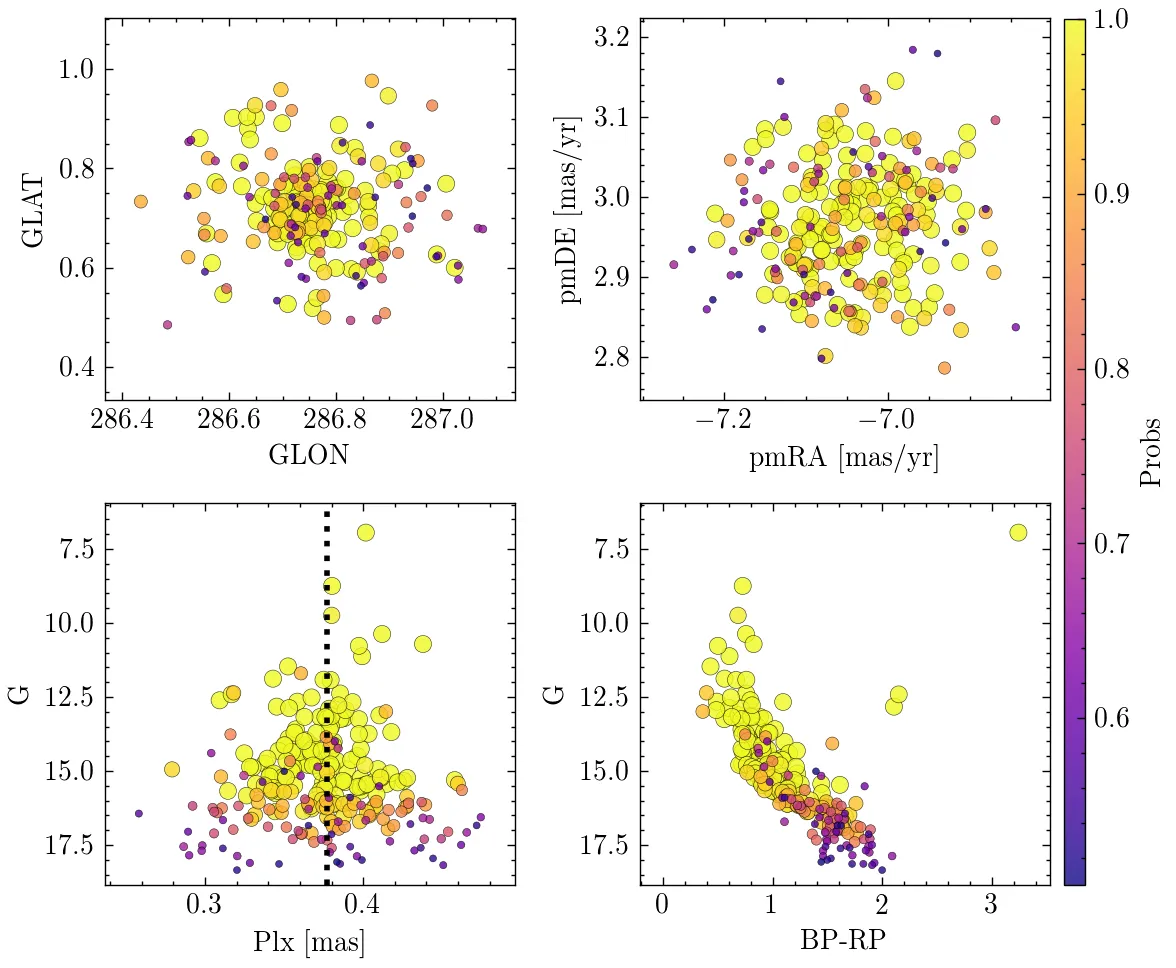 1.0
0.8
0.6
0.4
GLAT
286.4 286.6 286.8 287.0
GLON
3.2
3.1
3.0
2.9
2.8
pmDE [mas/yr]
−7.2 −7.0
pmRA [mas/yr]
7.5
10.0
12.5
15.0
17.5
G
0.3 0.4
Plx [mas]
7.5
10.0
12.5
15.0
17.5
G
0 1 2 3
BP-RP
1.0
0.9
0.8
0.7
0.6
Probs